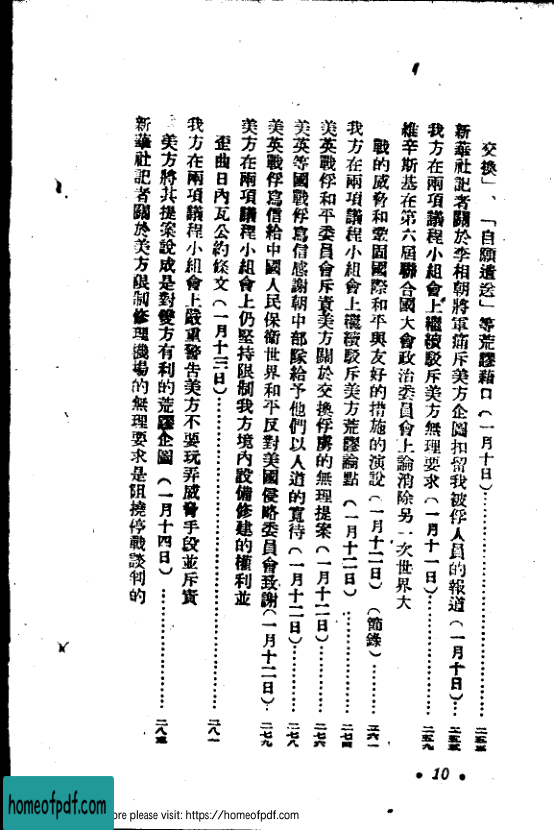 交換」、「自願遣送」等荒謬藉口(一月十日)……………………二五五
新華社記者關於李相朝將軍痛斥美方企圖扣留我被俘人員的報道(一月十日)…二五五
我方在兩項議程小組會上繼續駁斥美方無理要求(一月十一日)……………二五九
維辛斯基在第六屆聯合國大會政治委員會上論消除另一次世界大
戰的威脅和鞏固國際和平與友好的措施的演說(一月十二日)(節錄)………二六一
我方在兩項議程小組會上繼續駁斥美方荒謬論點(一月十二日)……………二七四
美英戰俘和平委員會斥責美方關於交換俘虜的無理提案(一月十二日)………二七六
美英等國戰俘寫信感謝朝中部隊給予他們以人道的寬待(一月十二日)………二七八
美英戰俘寫信給中國人民保衛世界和平反對美國侵略委員會致謝(一月十二日)…二七九
美方在兩項議程小組會上仍堅持限制我方境內設備修建的權利並
歪曲日內瓦公約條文(一月十三日)……………………………二八一
我方在兩項議程小組會上嚴重警告美方不要玩弄威脅手段並斥責
美方將其提案說成是對雙方有利的荒謬企圖(一月十四日)……………
新華社記者關於美方限制修理機場的無理要求是阻撓停戰談判的
• 10 •
homeofpdf.com
ore please visit: https://homeofpdf.com